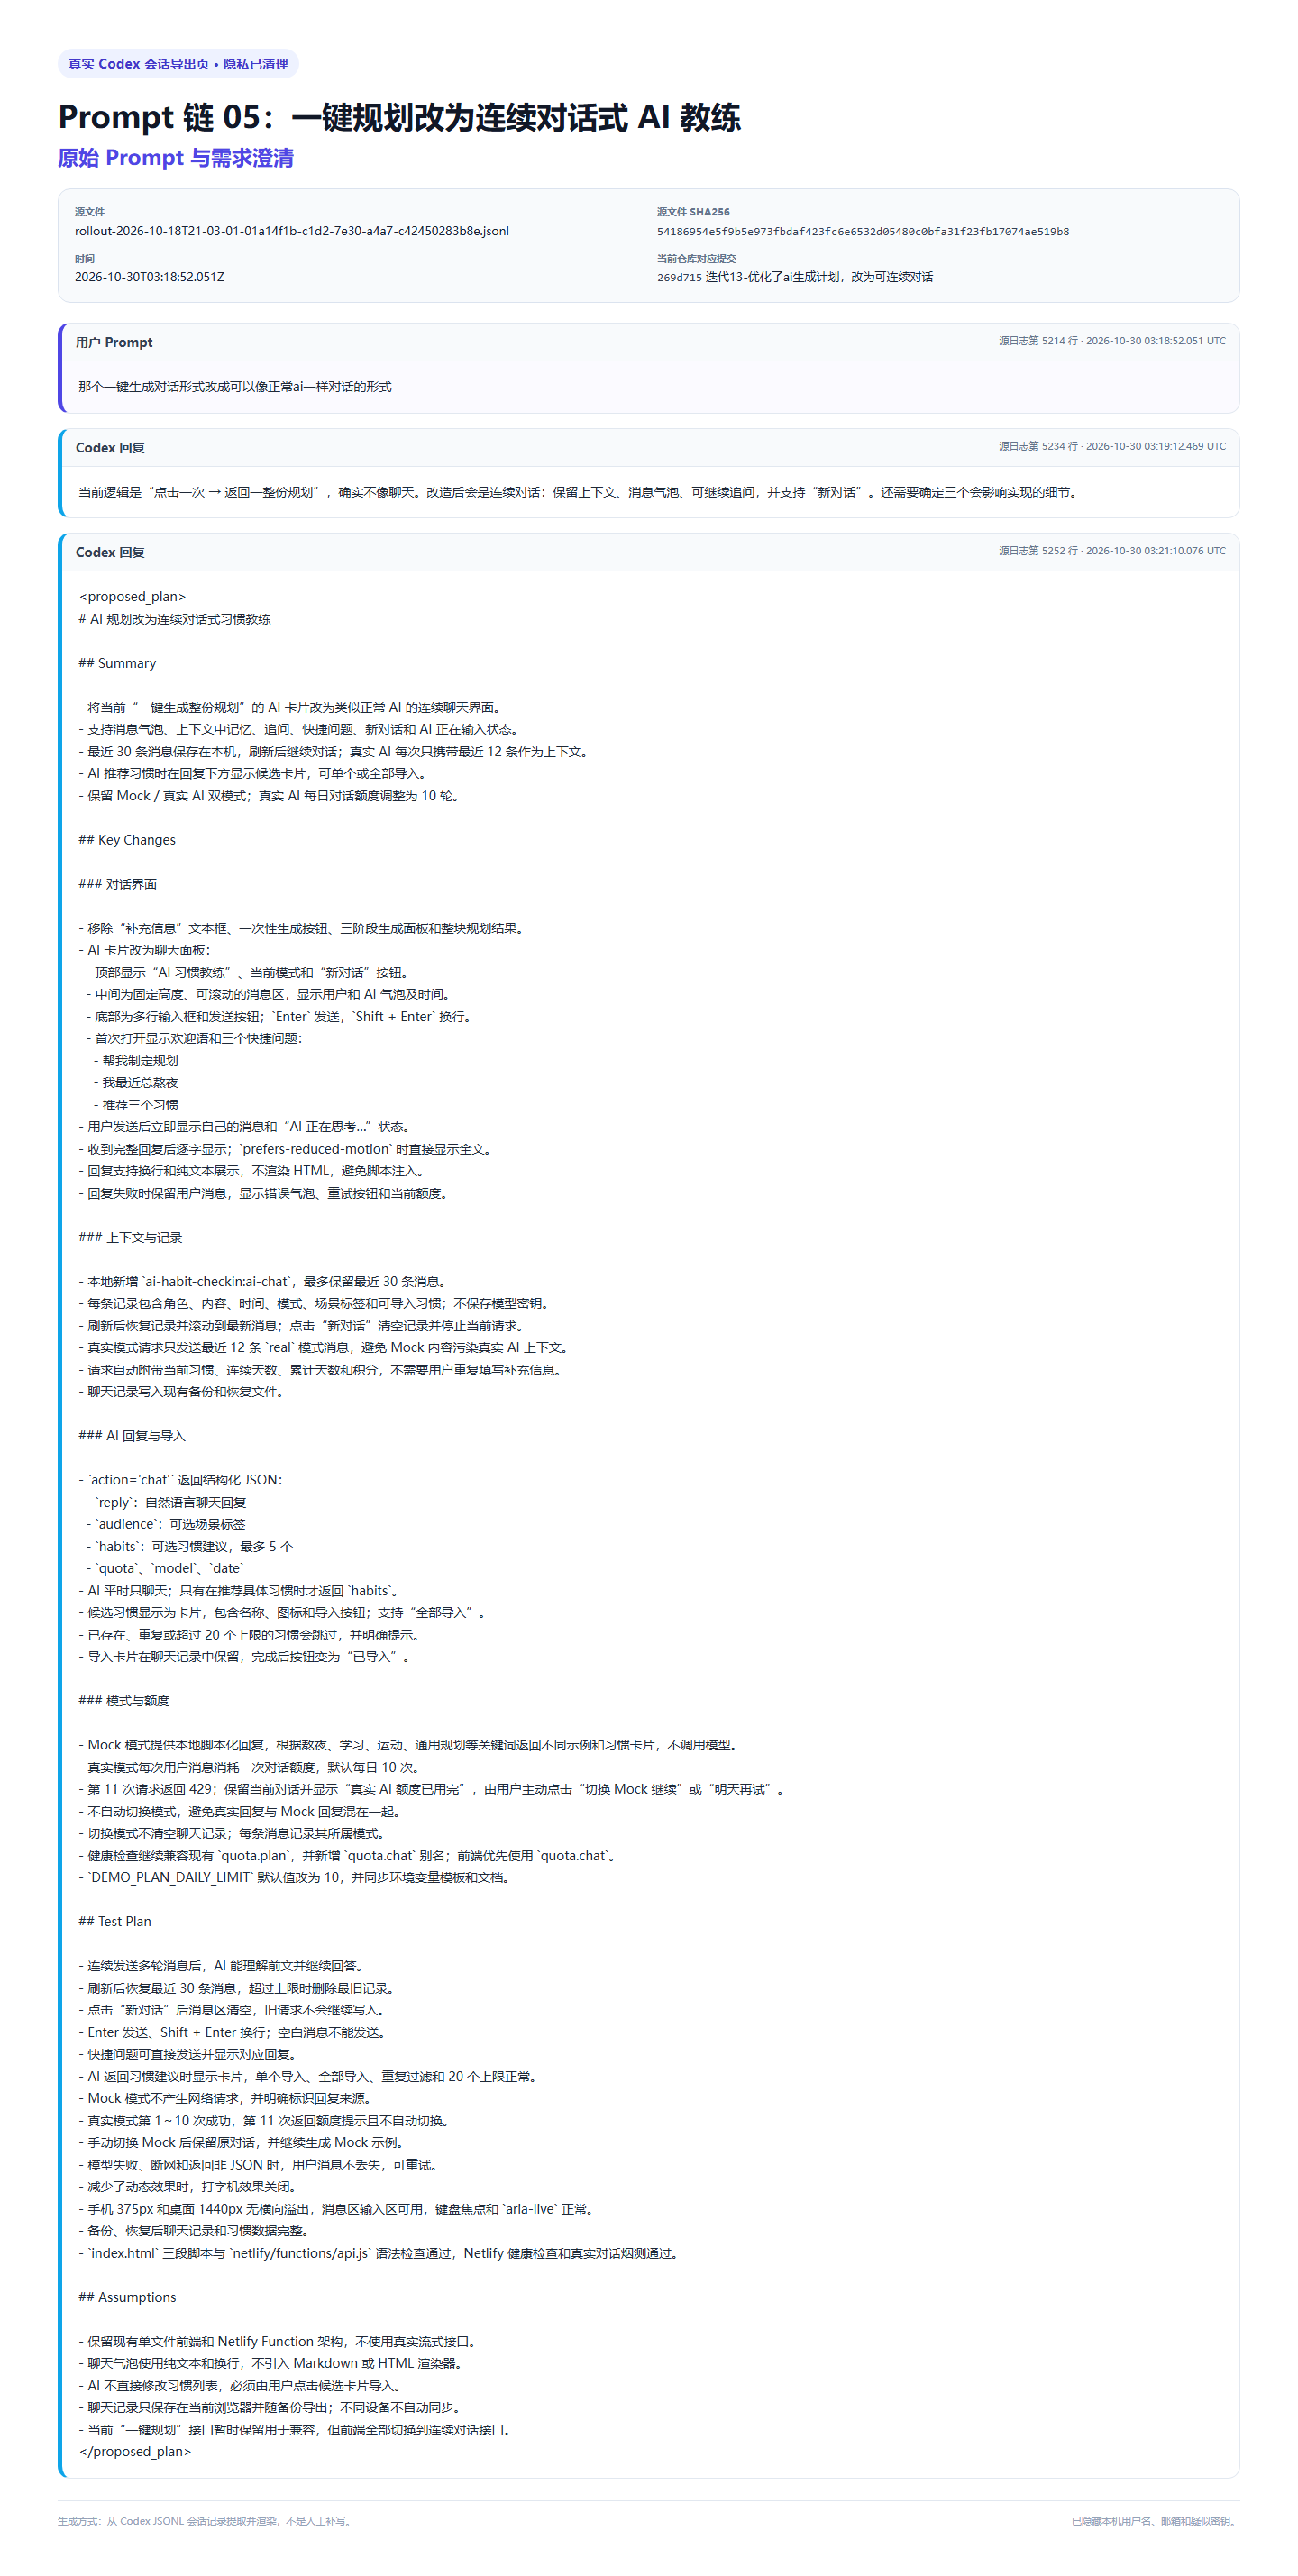 真实 Codex 会话导出页 • 隐私已清理
Prompt 链 05：一键规划改为连续对话式 AI 教练
原始 Prompt 与需求澄清
源文件
rollout-2026-10-18T21-03-01-01a14f1b-c1d2-7e30-a4a7-c42450283b8e.jsonl
源文件 SHA256
54186954e5f9b5e973fbdaf423fc6e6532d05480c0bfa31f23fb17074ae519b8
时间
2026-10-30T03:18:52.051Z
当前仓库对应提交
269d715 迭代13-优化了ai生成计划，改为可连续对话
用户 Prompt
源日志第 5214 行 · 2026-10-30 03:18:52.051 UTC
那个一键生成对话形式改成可以像正常ai一样对话的形式
Codex 回复
源日志第 5234 行 · 2026-10-30 03:19:12.469 UTC
当前逻辑是“点击一次 → 返回一整份规划”，确实不像聊天。改造后会是连续对话：保留上下文、消息气泡、可继续追问，并支持“新对话”。还需要确定三个会影响实现的细节。
Codex 回复
源日志第 5252 行 · 2026-10-30 03:21:10.076 UTC
<proposed_plan>
# AI 规划改为连续对话式习惯教练
## Summary
- 将当前“一键生成整份规划”的 AI 卡片改为类似正常 AI 的连续聊天界面。
- 支持消息气泡、上下文中记忆、追问、快捷问题、新对话和 AI 正在输入状态。
- 最近 30 条消息保存在本机，刷新后继续对话；真实 AI 每次只携带最近 12 条作为上下文。
- AI 推荐习惯时在回复下方显示候选卡片，可单个或全部导入。
- 保留 Mock / 真实 AI 双模式；真实 AI 每日对话额度调整为 10 轮。
## Key Changes
### 对话界面
- 移除“补充信息”文本框、一次性生成按钮、三阶段生成面板和整块规划结果。
- AI 卡片改为聊天面板：
- 顶部显示“AI 习惯教练”、当前模式和“新对话”按钮。
- 中间为固定高度、可滚动的消息区，显示用户和 AI 气泡及时间。
- 底部为多行输入框和发送按钮；`Enter` 发送，`Shift + Enter` 换行。
- 首次打开显示欢迎语和三个快捷问题：
- 帮我制定规划
- 我最近总熬夜
- 推荐三个习惯
- 用户发送后立即显示自己的消息和“AI 正在思考…”状态。
- 收到完整回复后逐字显示；`prefers-reduced-motion` 时直接显示全文。
- 回复支持换行和纯文本展示，不渲染 HTML，避免脚本注入。
- 回复失败时保留用户消息，显示错误气泡、重试按钮和当前额度。
### 上下文与记录
- 本地新增 `ai-habit-checkin:ai-chat`，最多保留最近 30 条消息。
- 每条记录包含角色、内容、时间、模式、场景标签和可导入习惯；不保存模型密钥。
- 刷新后恢复记录并滚动到最新消息；点击“新对话”清空记录并停止当前请求。
- 真实模式请求只发送最近 12 条 `real` 模式消息，避免 Mock 内容污染真实 AI 上下文。
- 请求自动附带当前习惯、连续天数、累计天数和积分，不需要用户重复填写补充信息。
- 聊天记录写入现有备份和恢复文件。
### AI 回复与导入
- `action='chat'` 返回结构化 JSON：
- `reply`：自然语言聊天回复
- `audience`：可选场景标签
- `habits`：可选习惯建议，最多 5 个
- `quota`、`model`、`date`
- AI 平时只聊天；只有在推荐具体习惯时才返回 `habits`。
- 候选习惯显示为卡片，包含名称、图标和导入按钮；支持“全部导入”。
- 已存在、重复或超过 20 个上限的习惯会跳过，并明确提示。
- 导入卡片在聊天记录中保留，完成后按钮变为“已导入”。
### 模式与额度
- Mock 模式提供本地脚本化回复，根据熬夜、学习、运动、通用规划等关键词返回不同示例和习惯卡片，不调用模型。
- 真实模式每次用户消息消耗一次对话额度，默认每日 10 次。
- 第 11 次请求返回 429；保留当前对话并显示“真实 AI 额度已用完”，由用户主动点击“切换 Mock 继续”或“明天再试”。
- 不自动切换模式，避免真实回复与 Mock 回复混在一起。
- 切换模式不清空聊天记录；每条消息记录其所属模式。
- 健康检查继续兼容现有 `quota.plan`，并新增 `quota.chat` 别名；前端优先使用 `quota.chat`。
- `DEMO_PLAN_DAILY_LIMIT` 默认值改为 10，并同步环境变量模板和文档。
## Test Plan
- 连续发送多轮消息后，AI 能理解前文并继续回答。
- 刷新后恢复最近 30 条消息，超过上限时删除最旧记录。
- 点击“新对话”后消息区清空，旧请求不会继续写入。
- Enter 发送、Shift + Enter 换行；空白消息不能发送。
- 快捷问题可直接发送并显示对应回复。
- AI 返回习惯建议时显示卡片，单个导入、全部导入、重复过滤和 20 个上限正常。
- Mock 模式不产生网络请求，并明确标识回复来源。
- 真实模式第 1～10 次成功，第 11 次返回额度提示且不自动切换。
- 手动切换 Mock 后保留原对话，并继续生成 Mock 示例。
- 模型失败、断网和返回非 JSON 时，用户消息不丢失，可重试。
- 减少了动态效果时，打字机效果关闭。
- 手机 375px 和桌面 1440px 无横向溢出，消息区输入区可用，键盘焦点和 `aria-live` 正常。
- 备份、恢复后聊天记录和习惯数据完整。
- `index.html` 三段脚本与 `netlify/functions/api.js` 语法检查通过，Netlify 健康检查和真实对话烟测通过。
## Assumptions
- 保留现有单文件前端和 Netlify Function 架构，不使用真实流式接口。
- 聊天气泡使用纯文本和换行，不引入 Markdown 或 HTML 渲染器。
- AI 不直接修改习惯列表，必须由用户点击候选卡片导入。
- 聊天记录只保存在当前浏览器并随备份导出；不同设备不自动同步。
- 当前“一键规划”接口暂时保留用于兼容，但前端全部切换到连续对话接口。
</proposed_plan>
生成方式：从 Codex JSONL 会话记录提取并渲染，不是人工补写。
已隐藏本机用户名、邮箱和疑似密钥。